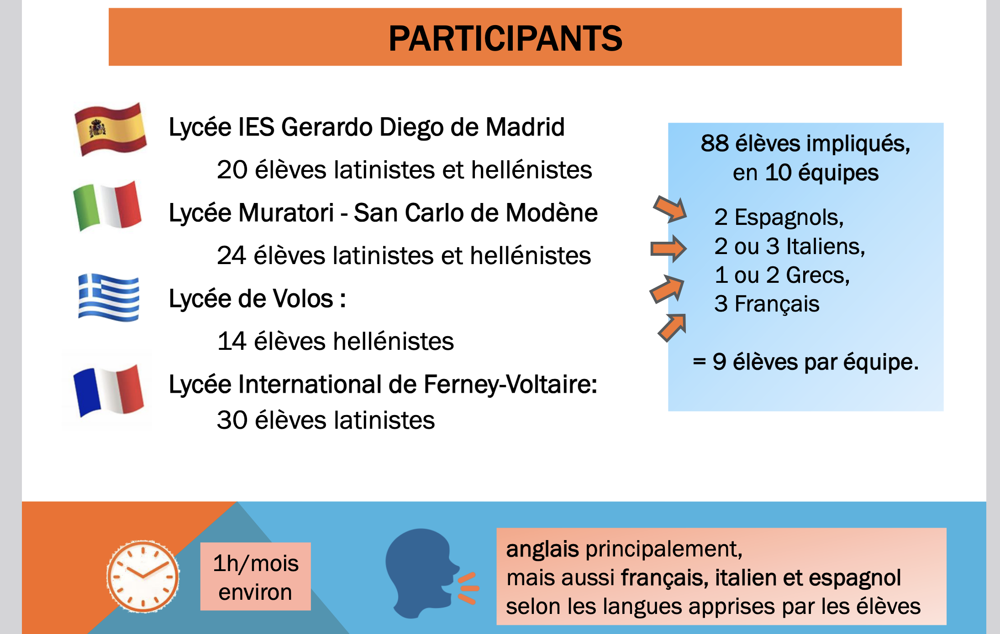 PARTICIPANTS
Lycée IES Gerardo Diego de Madrid
20 élèves latinistes et hellénistes
Lycée Muratori - San Carlo de Modène
24 élèves latinistes et hellénistes
Lycée de Volos :
14 élèves hellénistes
Lycée International de Ferney-Voltaire:
30 élèves latinistes
88 élèves impliqués,
en 10 équipes
2 Espagnols,
2 ou 3 Italiens,
1 ou 2 Grecs,
3 Français
= 9 élèves par équipe.
1h/mois
environ
anglais principalement,
mais aussi français, italien et espagnol
selon les langues apprises par les élèves